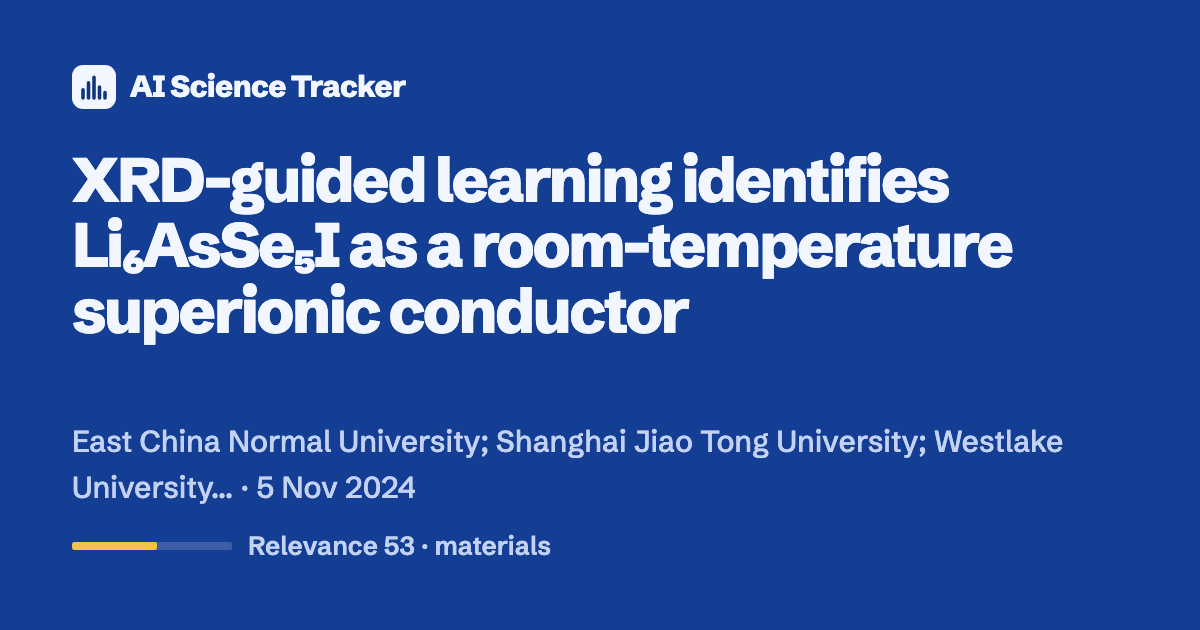 AI Science Tracker
XRD-guided learning identifies
Li₆AsSe₅I as a room-temperature
superionic conductor
East China Normal University; Shanghai Jiao Tong University; Westlake
University... · 5 Nov 2024
Relevance 53 · materials